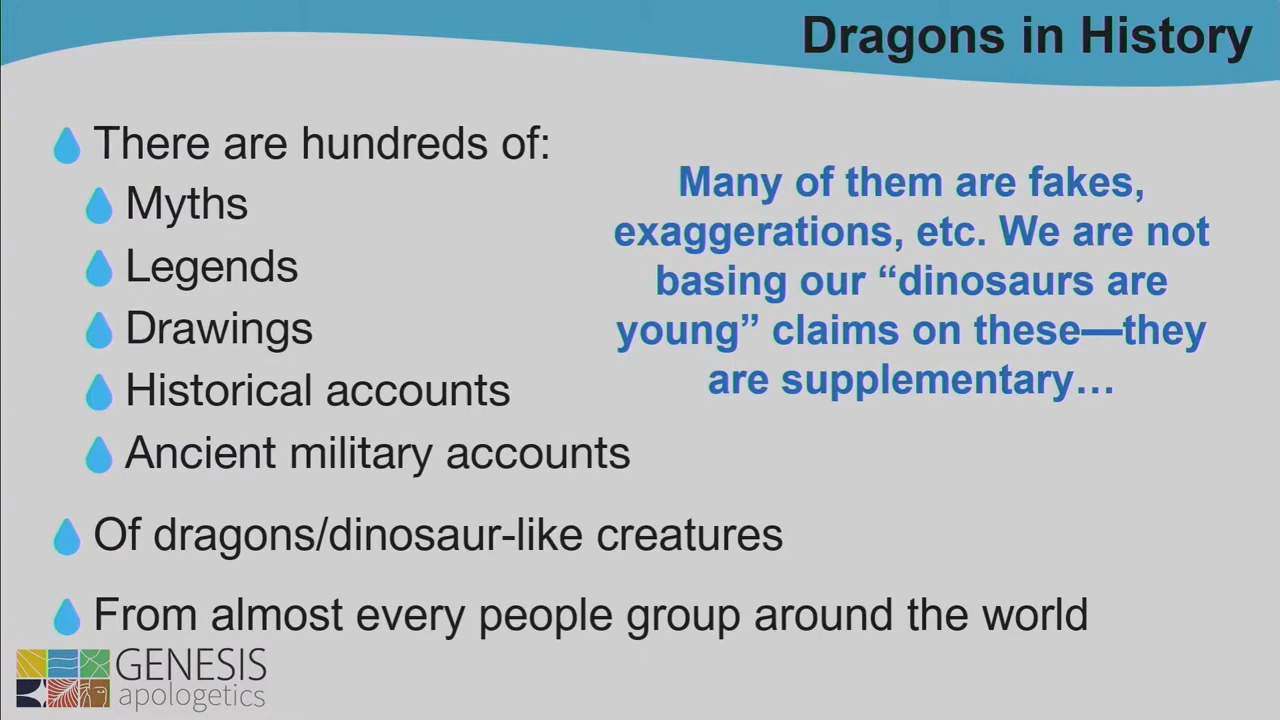 Dragons in History
There are hundreds of:
Myths
Legends
Drawings
Historical accounts
Ancient military accounts
Of dragons/dinosaur-like creatures
From almost every people group around the world
Many of them are fakes,
exaggerations, etc. We are not
basing our “dinosaurs are
young” claims on these—they
are supplementary…
GENESIS
apologetics